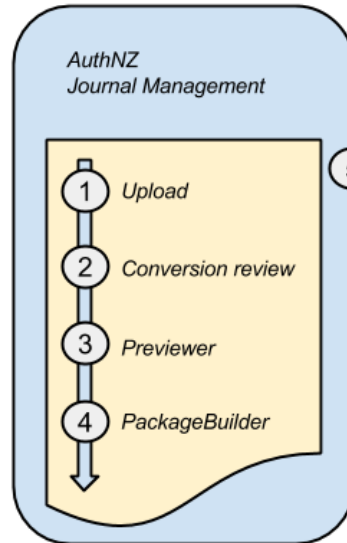 AuthNZ
Journal Management
1 Upload
2 Conversion review
3 Previewer
4 PackageBuilder